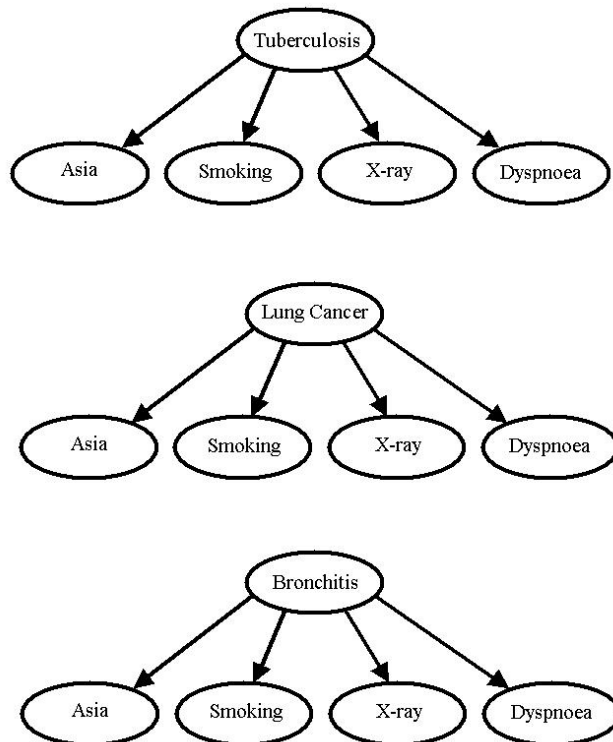 Tuberculosis
Asia Smoking X-ray Dyspnoea
Lung Cancer
Asia Smoking X-ray Dyspnoea
Bronchitis
Asia Smoking X-ray Dyspnoea